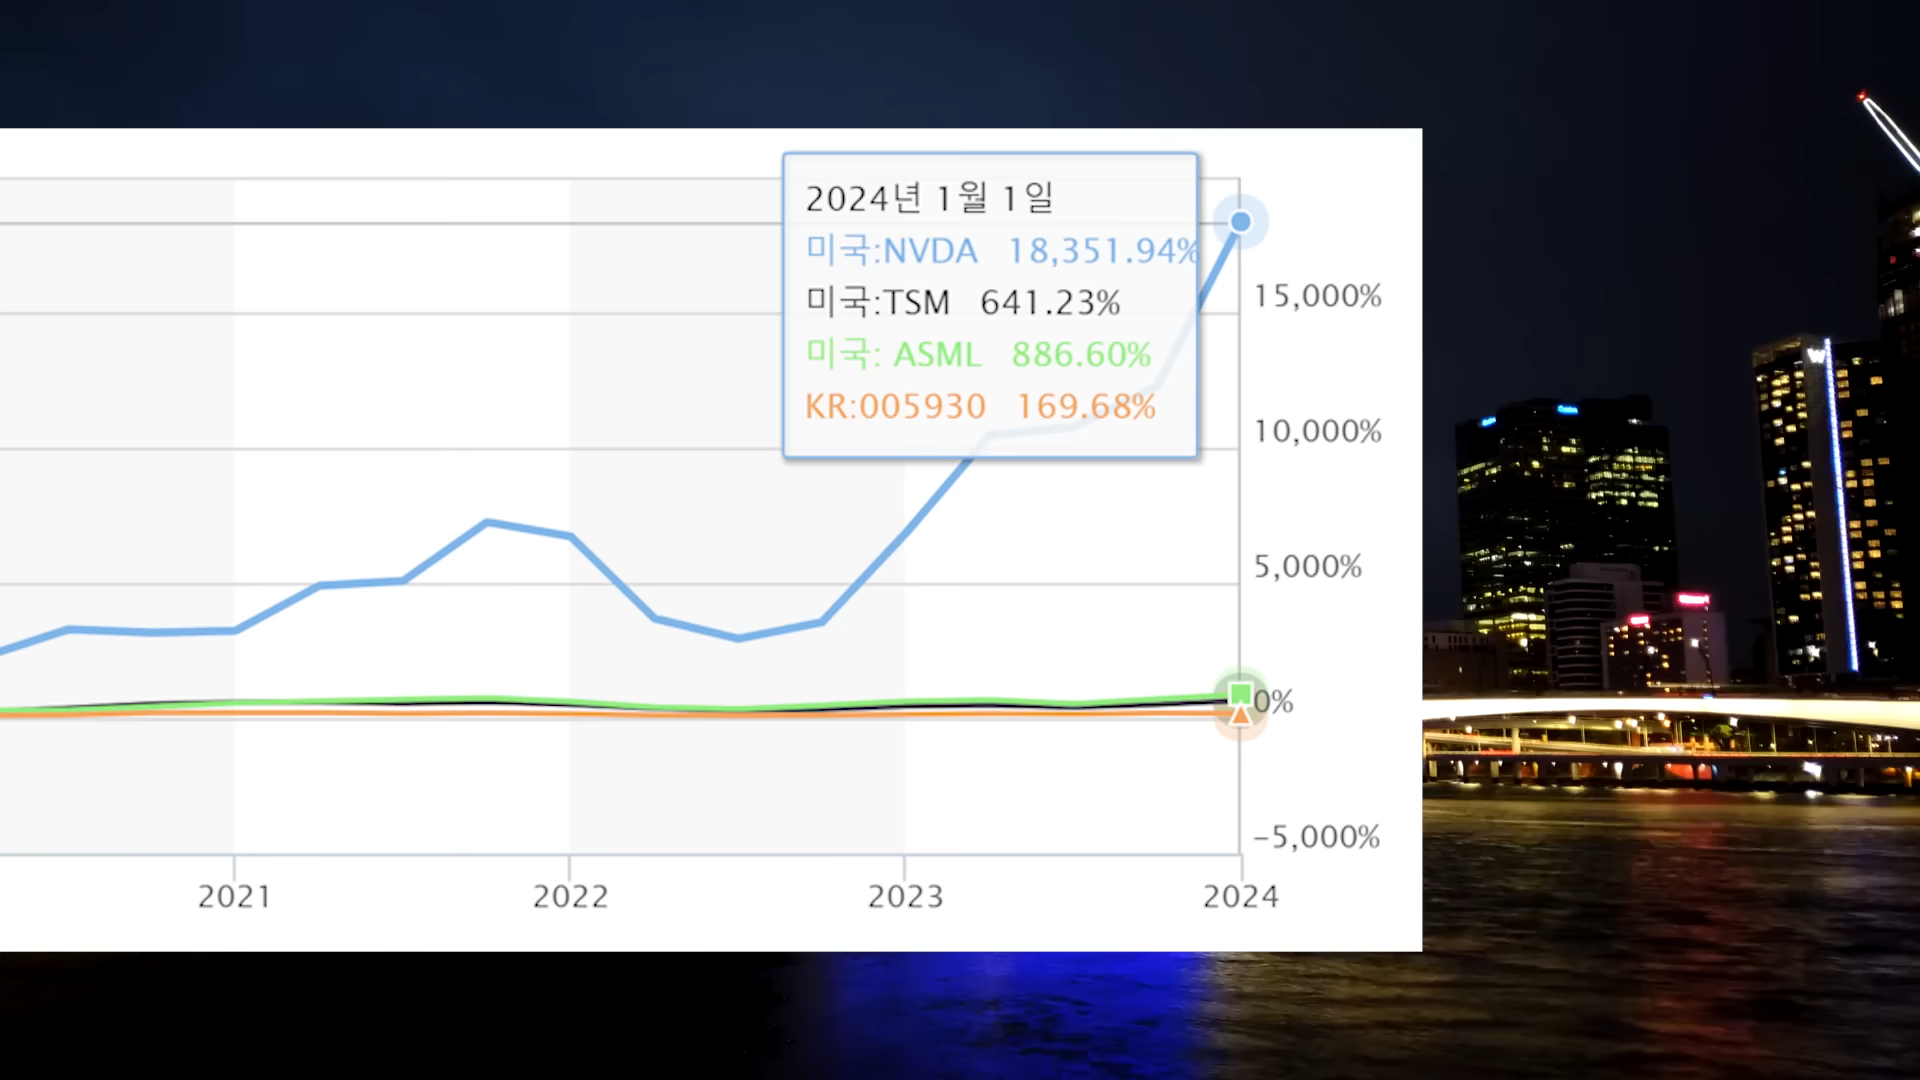 2024년 1월 1일
미국:NVDA 18,351.94%
미국:TSM 641.23%
미국: ASML 886.60%
KR:005930 169.68%
15,000%
10,000%
5,000%
0%
-5,000%
2021 2022 2023 2024
W